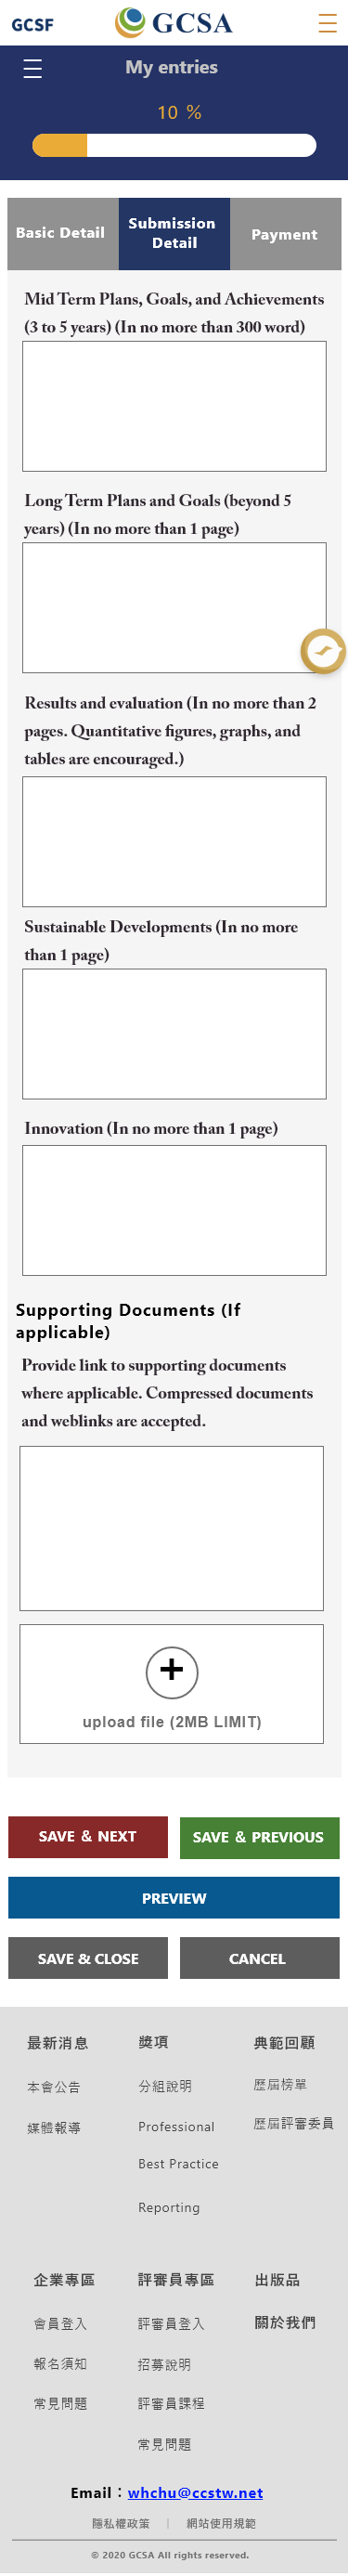 GCSF
GCSA
My entries
10 %
Basic Detail
Submission
Detail
Payment
Mid Term Plans, Goals, and Achievements
(3 to 5 years) (In no more than 300 word)
Long Term Plans and Goals (beyond 5
years) (In no more than 1 page)
Results and evaluation (In no more than 2
pages. Quantitative figures, graphs, and
tables are encouraged.)
Sustainable Developments (In no more
than 1 page)
Innovation (In no more than 1 page)
Supporting Documents (If
applicable)
Provide link to supporting documents
where applicable. Compressed documents
and weblinks are accepted.
+
upload file (2MB LIMIT)
SAVE & NEXT
SAVE & PREVIOUS
PREVIEW
SAVE & CLOSE
CANCEL
最新消息
本會公告
媒體報導
獎項
分組說明
Professional
Best Practice
Reporting
典範回顧
歷屆榜單
歷屆評審委員
企業專區
會員登入
報名須知
常見問題
評審員專區
評審員登入
招募說明
評審員課程
常見問題
出版品
關於我們
Email：whchu@ccstw.net
隱私權政策 | 網站使用規範
© 2020 GCSA All rights reserved.